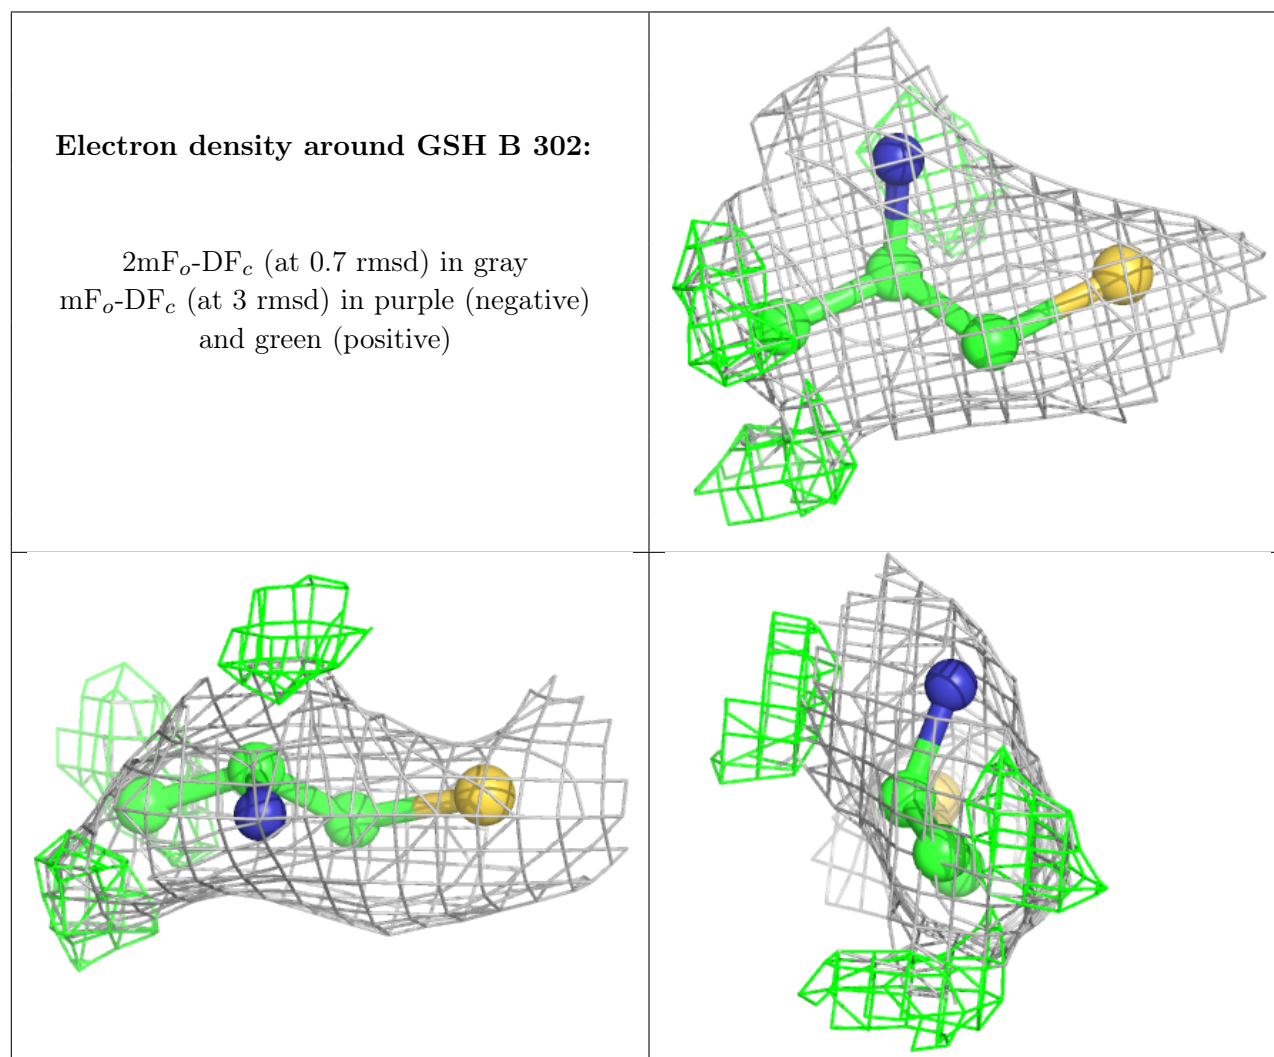 Electron density around GSH B 302:
2mFo-DFc (at 0.7 rmsd) in gray
mFo-DFc (at 3 rmsd) in purple (negative)
and green (positive)